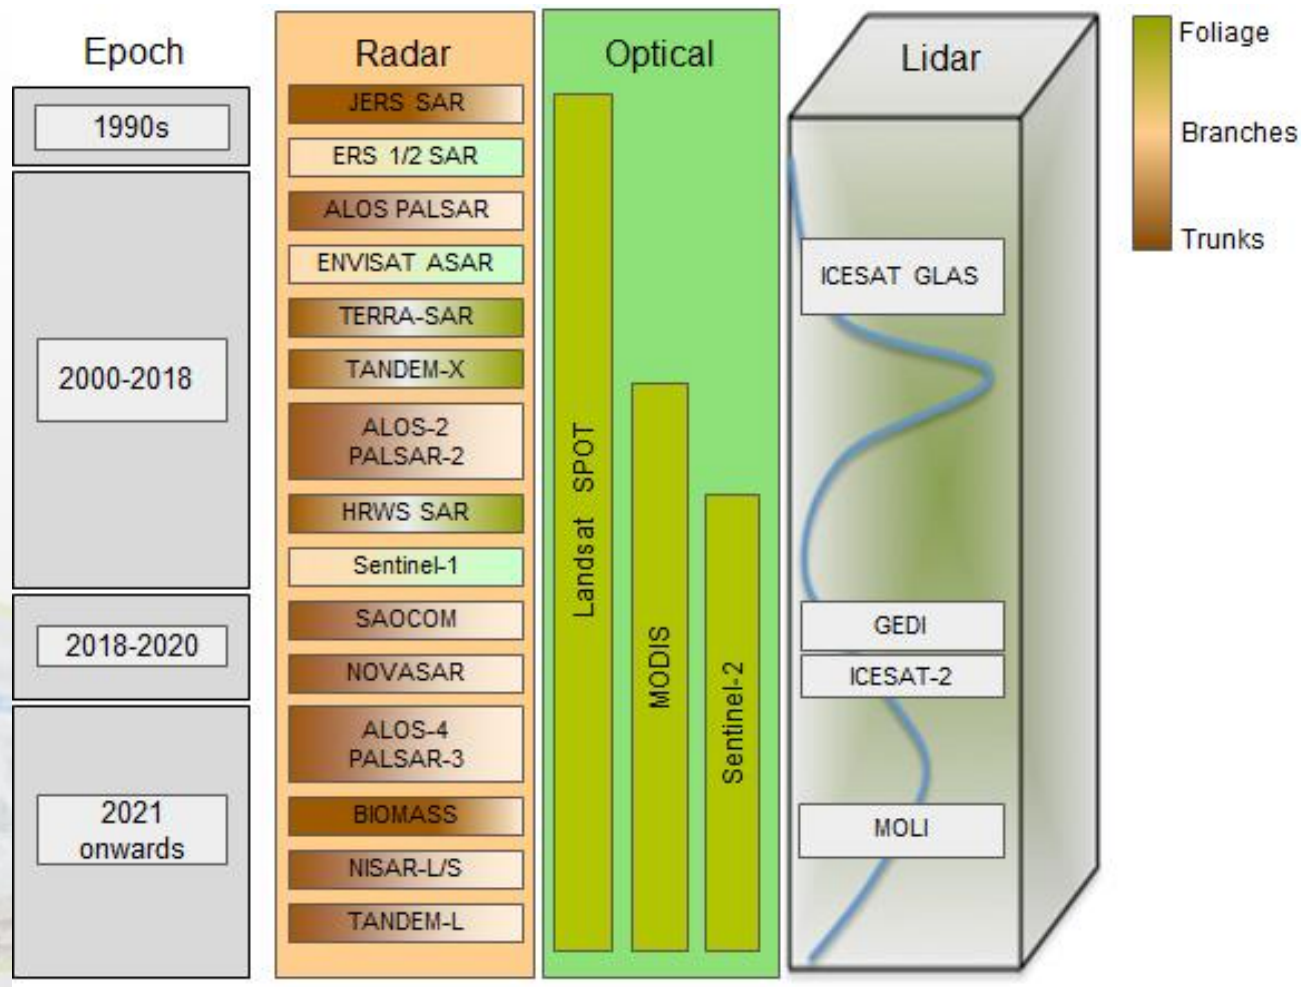 Epoch
1990s
2000-2018
2018-2020
2021
onwards
Radar
JERS SAR
ERS 1/2 SAR
ALOS PALSAR
ENVISAT ASAR
TERRA-SAR
TANDEM-X
ALOS-2
PALSAR-2
HRWS SAR
Sentinel-1
SAOCOM
NOVASAR
ALOS-4
PALSAR-3
BIOMASS
NISAR-L/S
TANDEM-L
Optical
Landsat SPOT
MODIS
Sentinel-2
Lidar
ICESAT GLAS
GEDI
ICESAT-2
MOLI
Foliage
Branches
Trunks